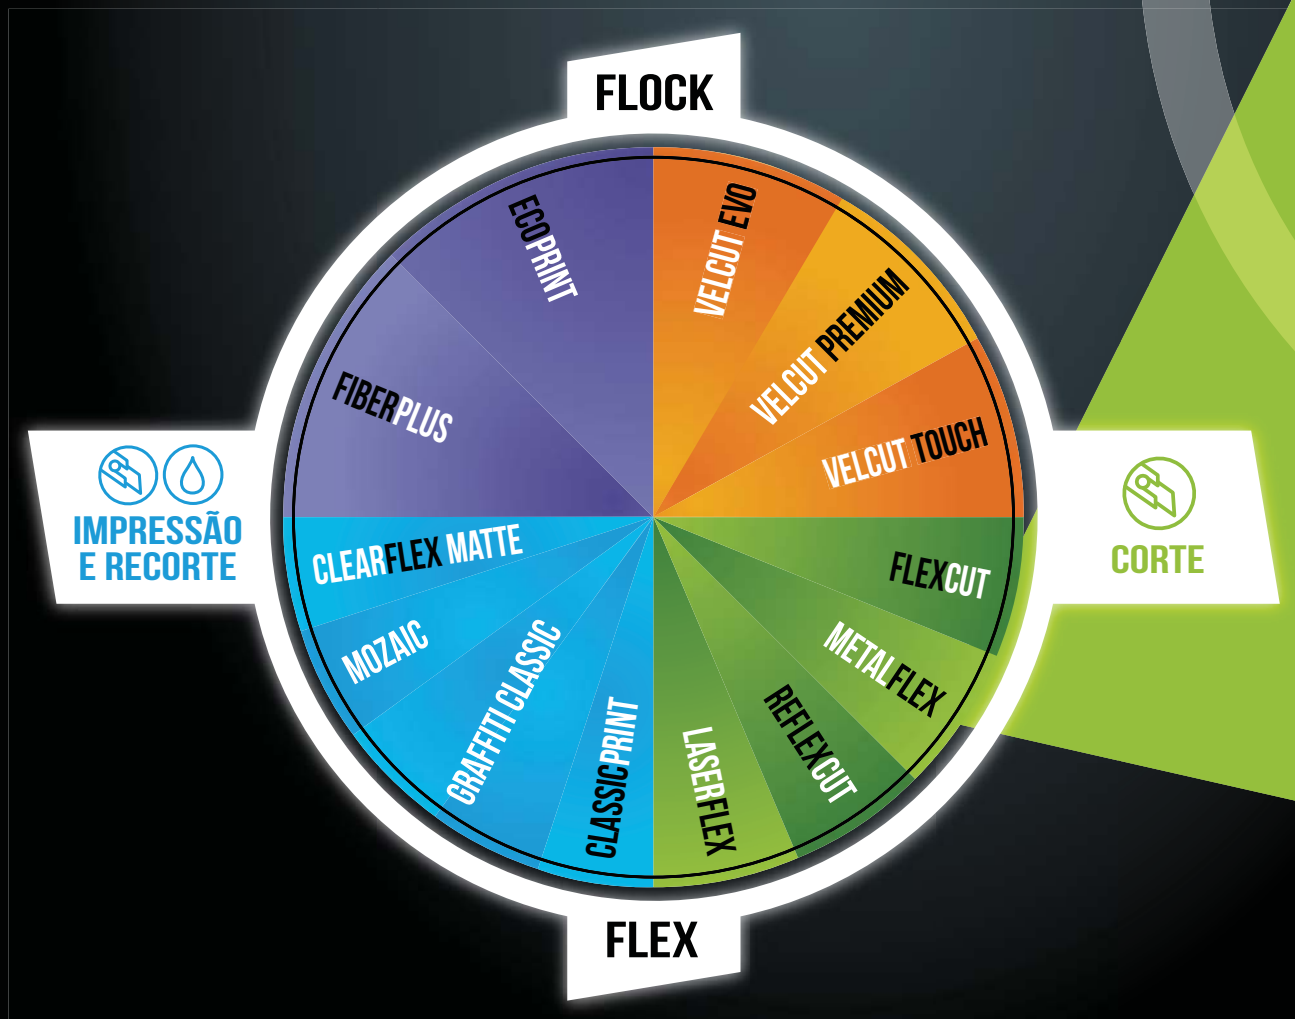 FLOCK
ECOPRINT
VELCUT EVO
VELCUT PREMIUM
FIBERPLUS
VELCUT TOUCH
IMPRESSÃO
E RECORTE
CORTE
CLEARFLEX MATTE
FLEXCUT
MOZAIC
METALFLEX
GRAFFITI CLASSIC
REFLEXCUT
CLASSICPRINT
LASERFLEX
FLEX